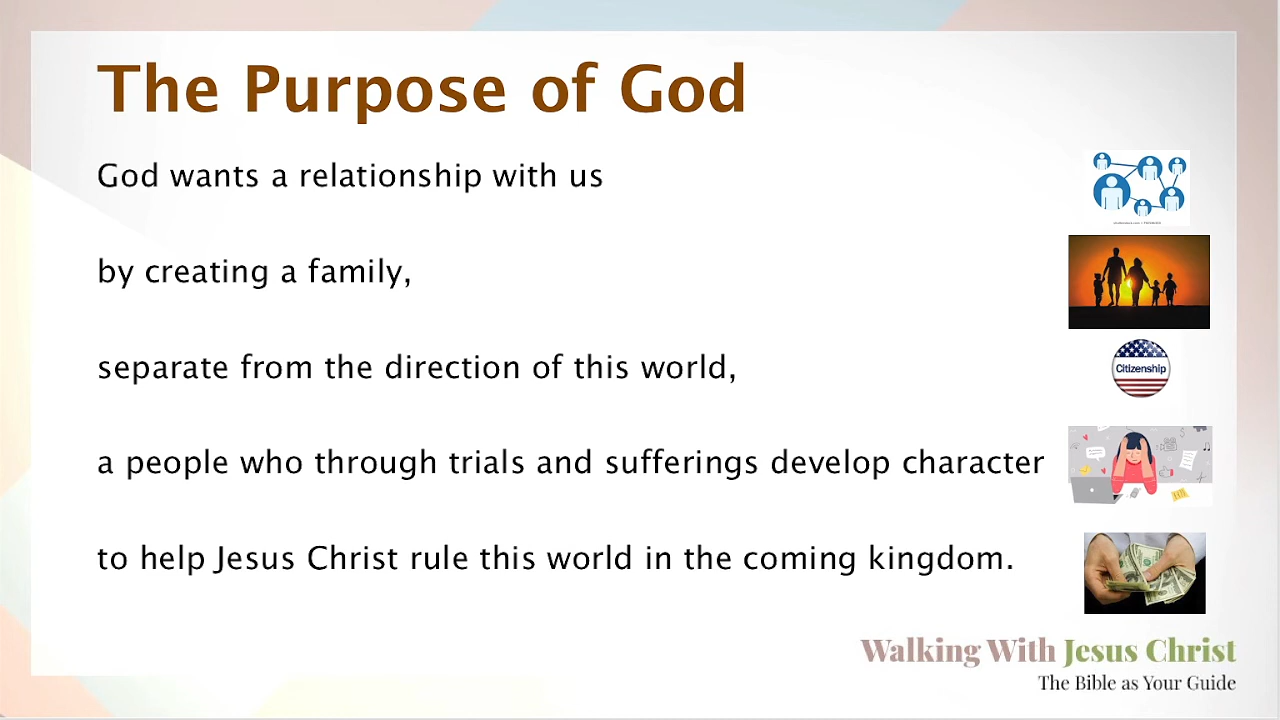 The Purpose of God
God wants a relationship with us
by creating a family,
separate from the direction of this world,
Citizenship
a people who through trials and sufferings develop character
to help Jesus Christ rule this world in the coming kingdom.
Walking With Jesus Christ
The Bible as Your Guide